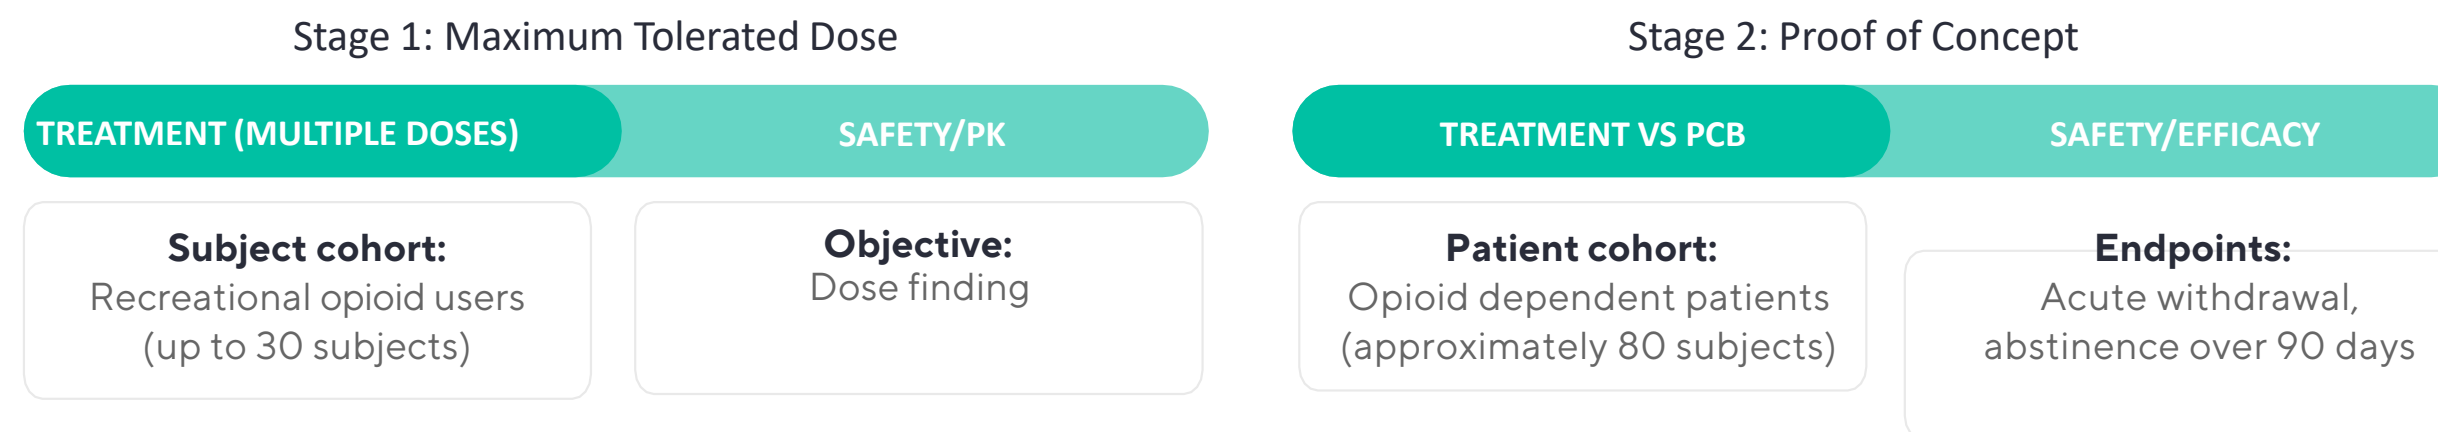 Stage 1: Maximum Tolerated Dose
TREATMENT (MULTIPLE DOSES)
SAFETY/PK
Subject cohort:
Recreational opioid users
(up to 30 subjects)
Objective:
Dose finding
Stage 2: Proof of Concept
TREATMENT VS PCB
SAFETY/EFFICACY
Patient cohort:
Opioid dependent patients
(approximately 80 subjects)
Endpoints:
Acute withdrawal,
abstinence over 90 days